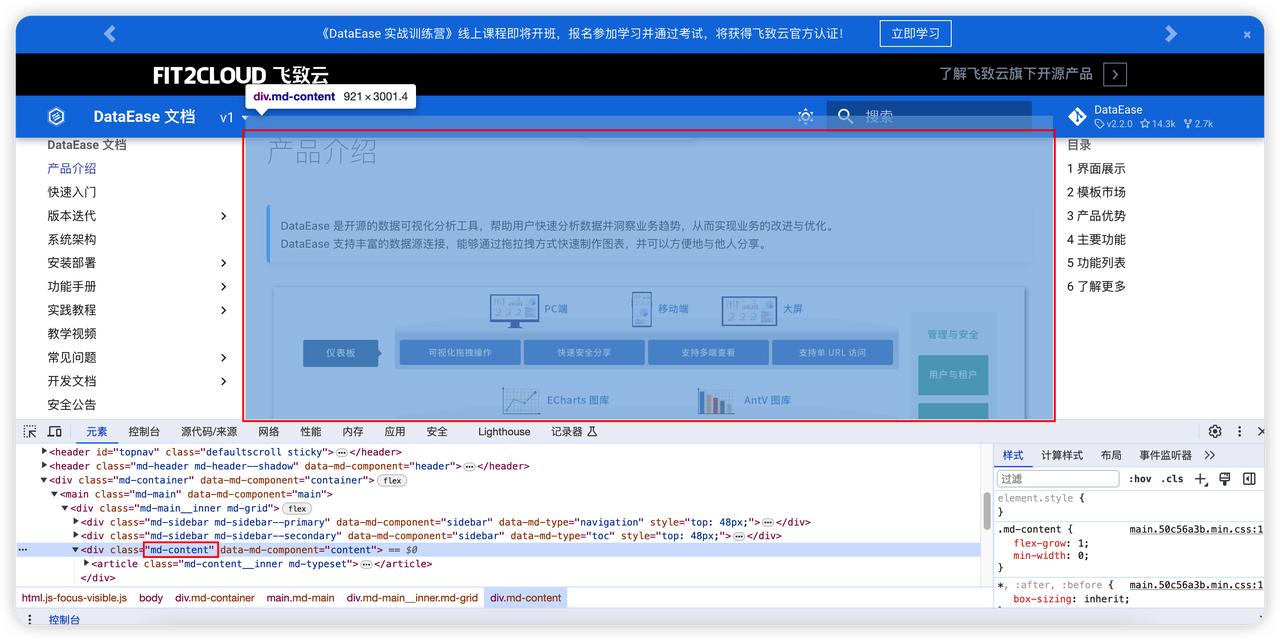 《DataEase 实战训练营》线上课程即将开班，报名参加学习并通过考试，将获得飞致云官方认证！ 立即学习 ×
FIT2CLOUD 飞致云
了解飞致云旗下开源产品
div.md-content 921×3001.4
DataEase 文档 v1
搜索
DataEase
v2.2.0 14.3k 2.7k
DataEase 文档
产品介绍
快速入门
版本迭代
系统架构
安装部署
功能手册
实践教程
教学视频
常见问题
开发文档
安全公告
产品介绍
DataEase 是开源的数据可视化分析工具，帮助用户快速分析数据并洞察业务趋势，从而实现业务的改进与优化。
DataEase 支持丰富的数据源连接，能够通过拖拉拽方式快速制作图表，并可以方便地与他人分享。
PC端 移动端 大屏
仪表板 可视化拖拽操作 快速安全分享 支持多端查看 支持单 URL 访问
ECharts 图库 AntV 图库
管理与安全
用户与租户
目录
1 界面展示
2 模板市场
3 产品优势
4 主要功能
5 功能列表
6 了解更多
元素 控制台 源代码/来源 网络 性能 内存 应用 安全 Lighthouse 记录器
<header id="topnav" class="defaultscroll sticky">…</header>
<header class="md-header md-header--shadow" data-md-component="header">…</header>
<div class="md-container" data-md-component="container"> flex
<main class="md-main" data-md-component="main">
<div class="md-main__inner md-grid"> flex
<div class="md-sidebar md-sidebar--primary" data-md-component="sidebar" data-md-type="navigation" style="top: 48px;">…</div>
<div class="md-sidebar md-sidebar--secondary" data-md-component="sidebar" data-md-type="toc" style="top: 48px;">…</div>
<div class="md-content" data-md-component="content"> == $0
<article class="md-content__inner md-typeset">…</article>
</div>
html.js-focus-visible.js body div.md-container main.md-main div.md-main__inner.md-grid div.md-content
控制台
样式 计算样式 布局 事件监听器
过滤 :hov .cls
element.style {
}
.md-content { main.50c56a3b.min.css:1
flex-grow: 1;
min-width: 0;
}
*, :after, :before { main.50c56a3b.min.css:1
box-sizing: inherit;